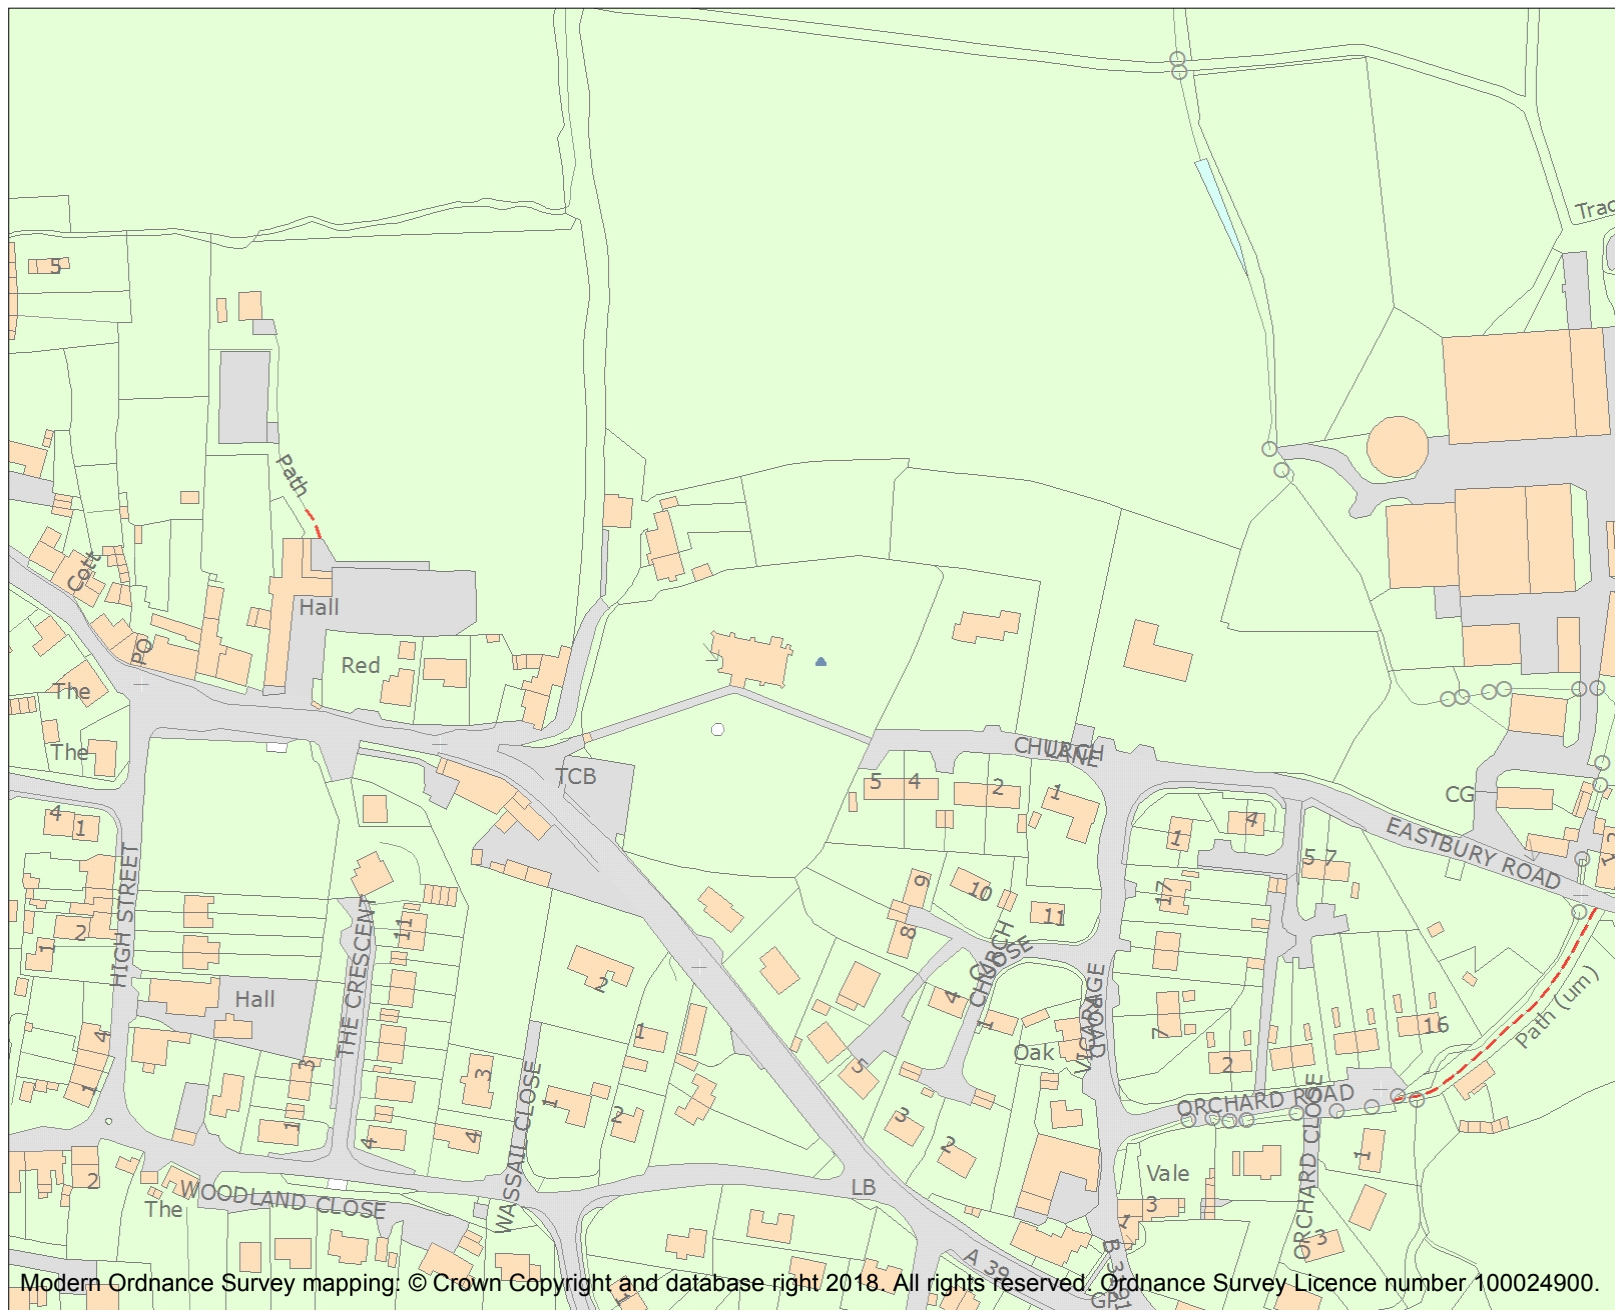 Trac
5
Path
Cott
Hall
PO
Red
The
The
TCB
CHURCH
LANE
5 4
2
1
CG
EASTBURY ROAD
4
1
HIGH STREET
1
4
5 7
17
9
10
11
8
CHURCH
CLOSE
11
THE CRESCENT
2
1
Hall
2
4
1
VICARAGE
ROAD
7
16
Path (um)
4
1
3
3
1
Oak
5
2
ORCHARD ROAD
ORCHARD CLOSE
1
WASSAIL CLOSE
1
2
3
2
1
4
4
2
The
WOODLAND CLOSE
LB
Vale
3
1
1
3
A 39
GP
Modern Ordnance Survey mapping: © Crown Copyright and database right 2018. All rights reserved. Ordnance Survey Licence number 100024900.